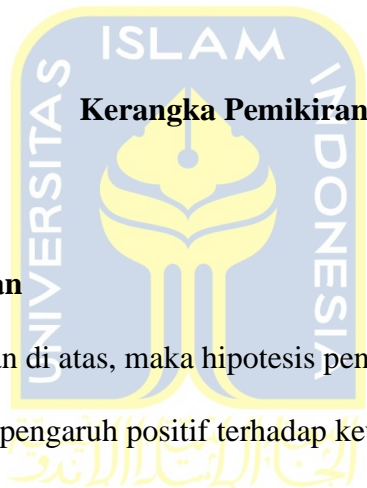 ISLAM
UNIVERSITAS
INDONESIA
Kerangka Pemikiran
an
an di atas, maka hipotesis pen
pengaruh positif terhadap ke